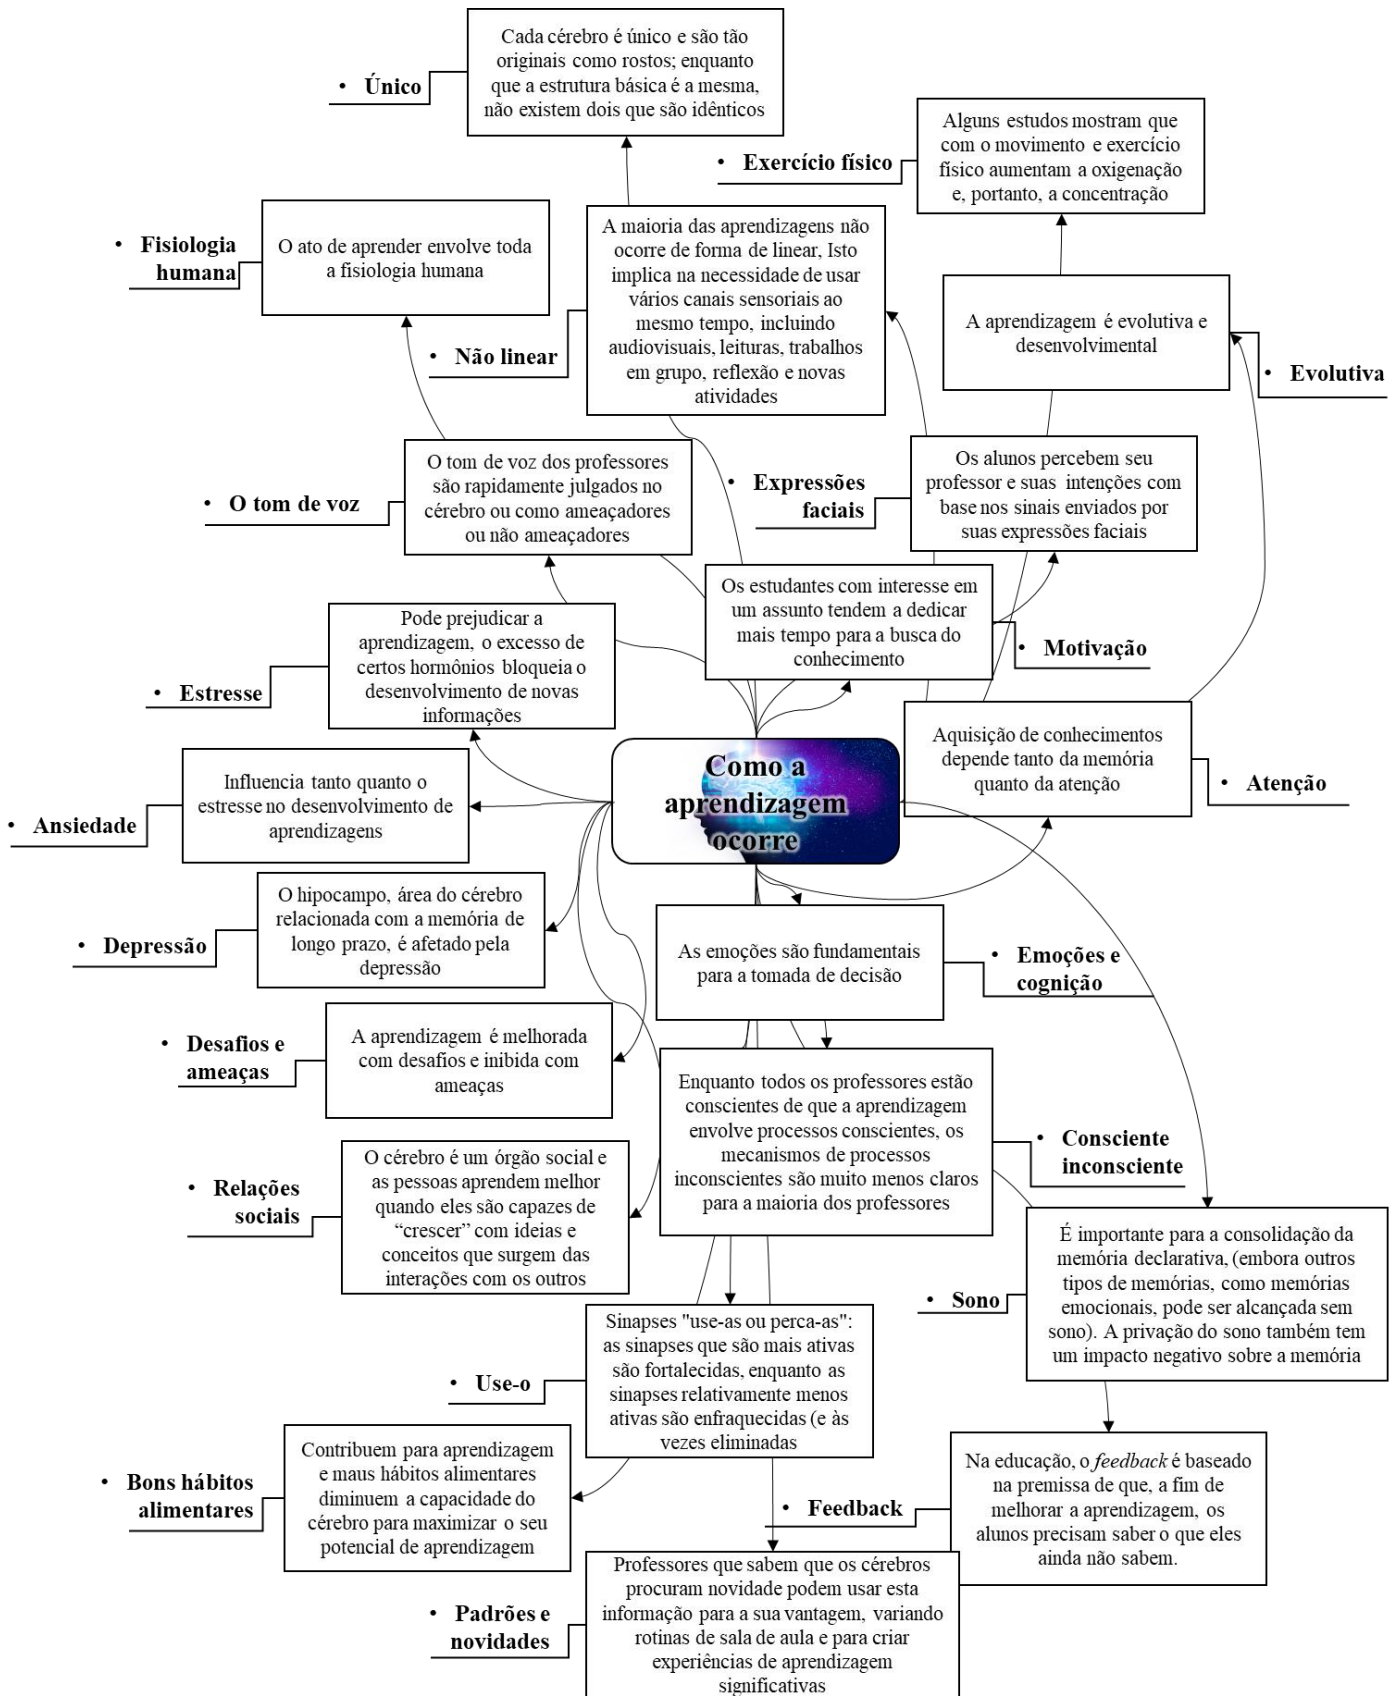 Cada cérebro é único e são tão
originais como rostos; enquanto
que a estrutura básica é a mesma,
não existem dois que são idênticos
• Único
Alguns estudos mostram que
com o movimento e exercício
físico aumentam a oxigenação
e, portanto, a concentração
• Exercício físico
• Fisiologia
humana
O ato de aprender envolve toda
a fisiologia humana
A maioria das aprendizagens não
ocorre de forma de linear, Isto
implica na necessidade de usar
vários canais sensoriais ao
mesmo tempo, incluindo
audiovisuais, leituras, trabalhos
em grupo, reflexão e novas
atividades
• Não linear
A aprendizagem é evolutiva e
desenvolvimental
• Evolutiva
O tom de voz dos professores
são rapidamente julgados no
cérebro ou como ameaçadores
ou não ameaçadores
• O tom de voz
• Expressões
faciais
Os alunos percebem seu
professor e suas intenções com
base nos sinais enviados por
suas expressões faciais
Os estudantes com interesse em
um assunto tendem a dedicar
mais tempo para a busca do
conhecimento
• Motivação
Pode prejudicar a
aprendizagem, o excesso de
certos hormônios bloqueia o
desenvolvimento de novas
informações
• Estresse
Aquisição de conhecimentos
depende tanto da memória
quanto da atenção
• Atenção
Como a
aprendizagem
ocorre
Influencia tanto quanto o
estresse no desenvolvimento de
aprendizagens
• Ansiedade
O hipocampo, área do cérebro
relacionada com a memória de
longo prazo, é afetado pela
depressão
• Depressão
As emoções são fundamentais
para a tomada de decisão
• Emoções e
cognição
• Desafios e
ameaças
A aprendizagem é melhorada
com desafios e inibida com
ameaças
Enquanto todos os professores estão
conscientes de que a aprendizagem
envolve processos conscientes, os
mecanismos de processos
inconscientes são muito menos claros
para a maioria dos professores
• Consciente
inconsciente
• Relações
sociais
O cérebro é um órgão social e
as pessoas aprendem melhor
quando eles são capazes de
“crescer” com ideias e
conceitos que surgem das
interações com os outros
É importante para a consolidação da
memória declarativa, (embora outros
tipos de memórias, como memórias
emocionais, pode ser alcançada sem
sono). A privação do sono também tem
um impacto negativo sobre a memória
• Sono
Sinapses "use-as ou perca-as":
as sinapses que são mais ativas
são fortalecidas, enquanto as
sinapses relativamente menos
ativas são enfraquecidas (e às
vezes eliminadas
• Use-o
• Bons hábitos
alimentares
Contribuem para aprendizagem
e maus hábitos alimentares
diminuem a capacidade do
cérebro para maximizar o seu
potencial de aprendizagem
• Feedback
Na educação, o feedback é baseado
na premissa de que, a fim de
melhorar a aprendizagem, os
alunos precisam saber o que eles
ainda não sabem.
• Padrões e
novidades
Professores que sabem que os cérebros
procuram novidade podem usar esta
informação para a sua vantagem, variando
rotinas de sala de aula e para criar
experiências de aprendizagem
significativas